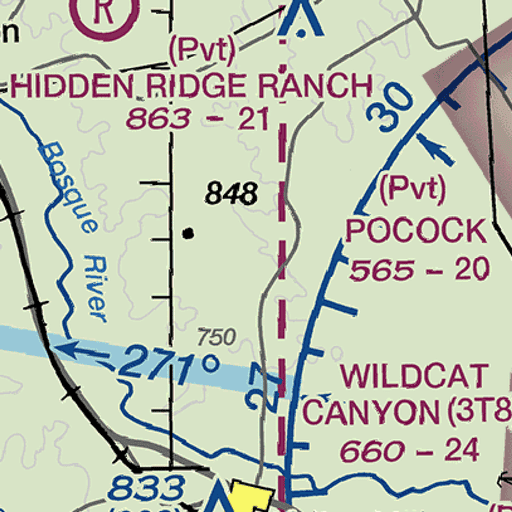 n
R
(Pvt)
HIDDEN RIDGE RANCH
863 - 21
30
Bosque River
848
(Pvt)
POCOCK
565 - 20
750
271°
27
WILDCAT
CANYON (3T8
660 - 24
833